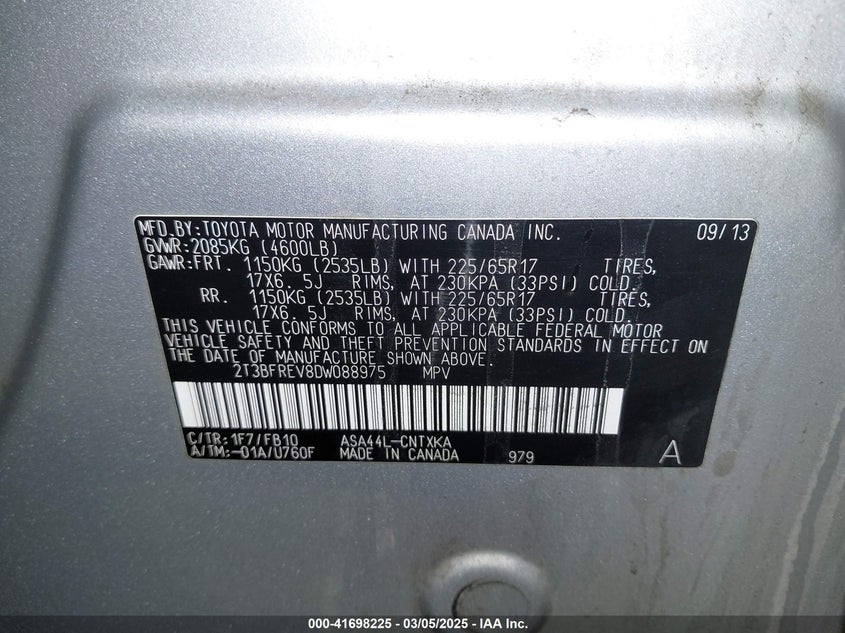 MFD.BY:TOYOTA MOTOR MANUFACTURING CANADA INC. 09/13
GVWR:2085KG (4600LB)
GAWR:FRT. 1150KG (2535LB) WITH 225/65R17 TIRES,
17X6. 5J RIMS, AT 230KPA (33PSI) COLD.
RR. 1150KG (2535LB) WITH 225/65R17 TIRES,
17X6. 5J RIMS, AT 230KPA (33PSI) COLD.
THIS VEHICLE CONFORMS TO ALL APPLICABLE FEDERAL MOTOR
VEHICLE SAFETY AND THEFT PREVENTION STANDARDS IN EFFECT ON
THE DATE OF MANUFACTURE SHOWN ABOVE.
2T3BFREV8DW088975 MPV
C/TR: 1F7/FB10 ASA44L-CNTXKA
A/TM:-01A/U760F MADE IN CANADA 979 A
000-41698225 - 03/05/2025 - IAA Inc.